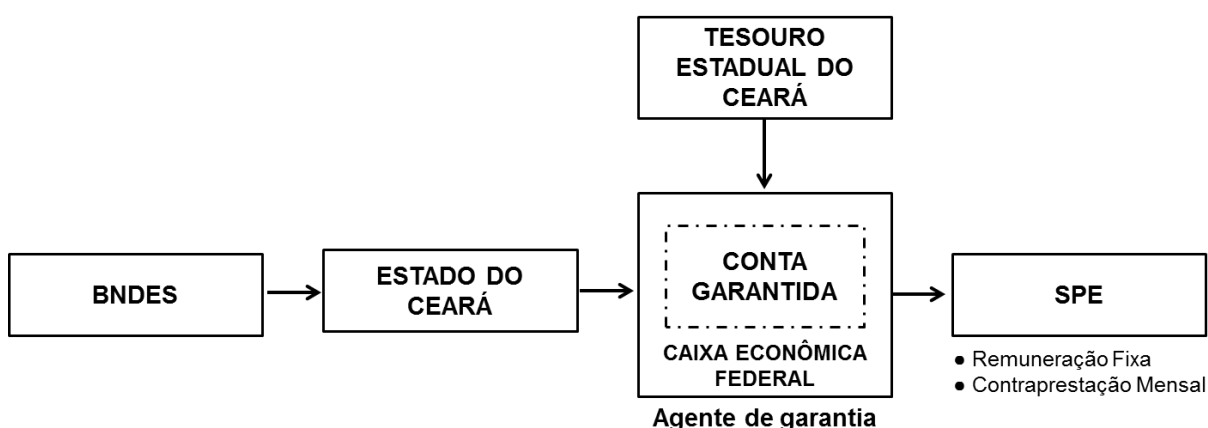 TESOURO
ESTADUAL DO
CEARÁ
BNDES
ESTADO DO
CEARÁ
CONTA
GARANTIDA
CAIXA ECONÔMICA
FEDERAL
Agente de garantia
SPE
● Remuneração Fixa
● Contraprestação Mensal